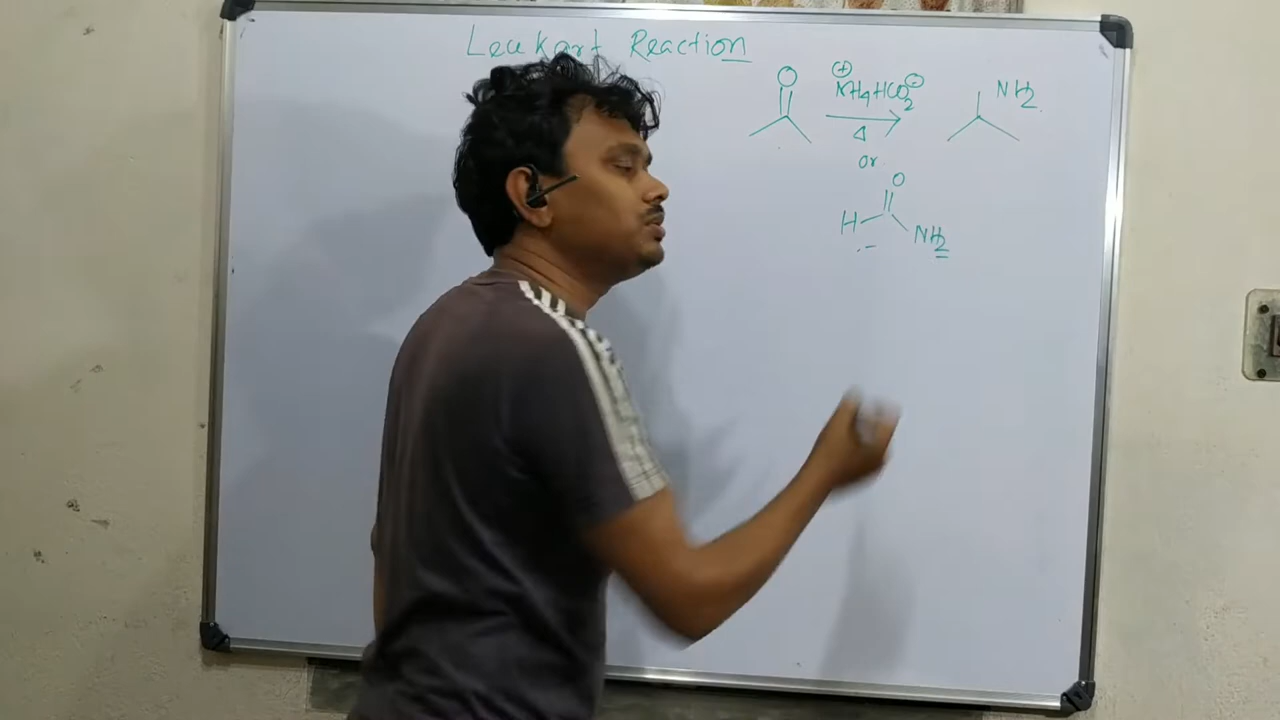 Leukart Reaction
O
⊕ ⊖
NH4HCO2
NH2
Δ
or
O
H
NH2